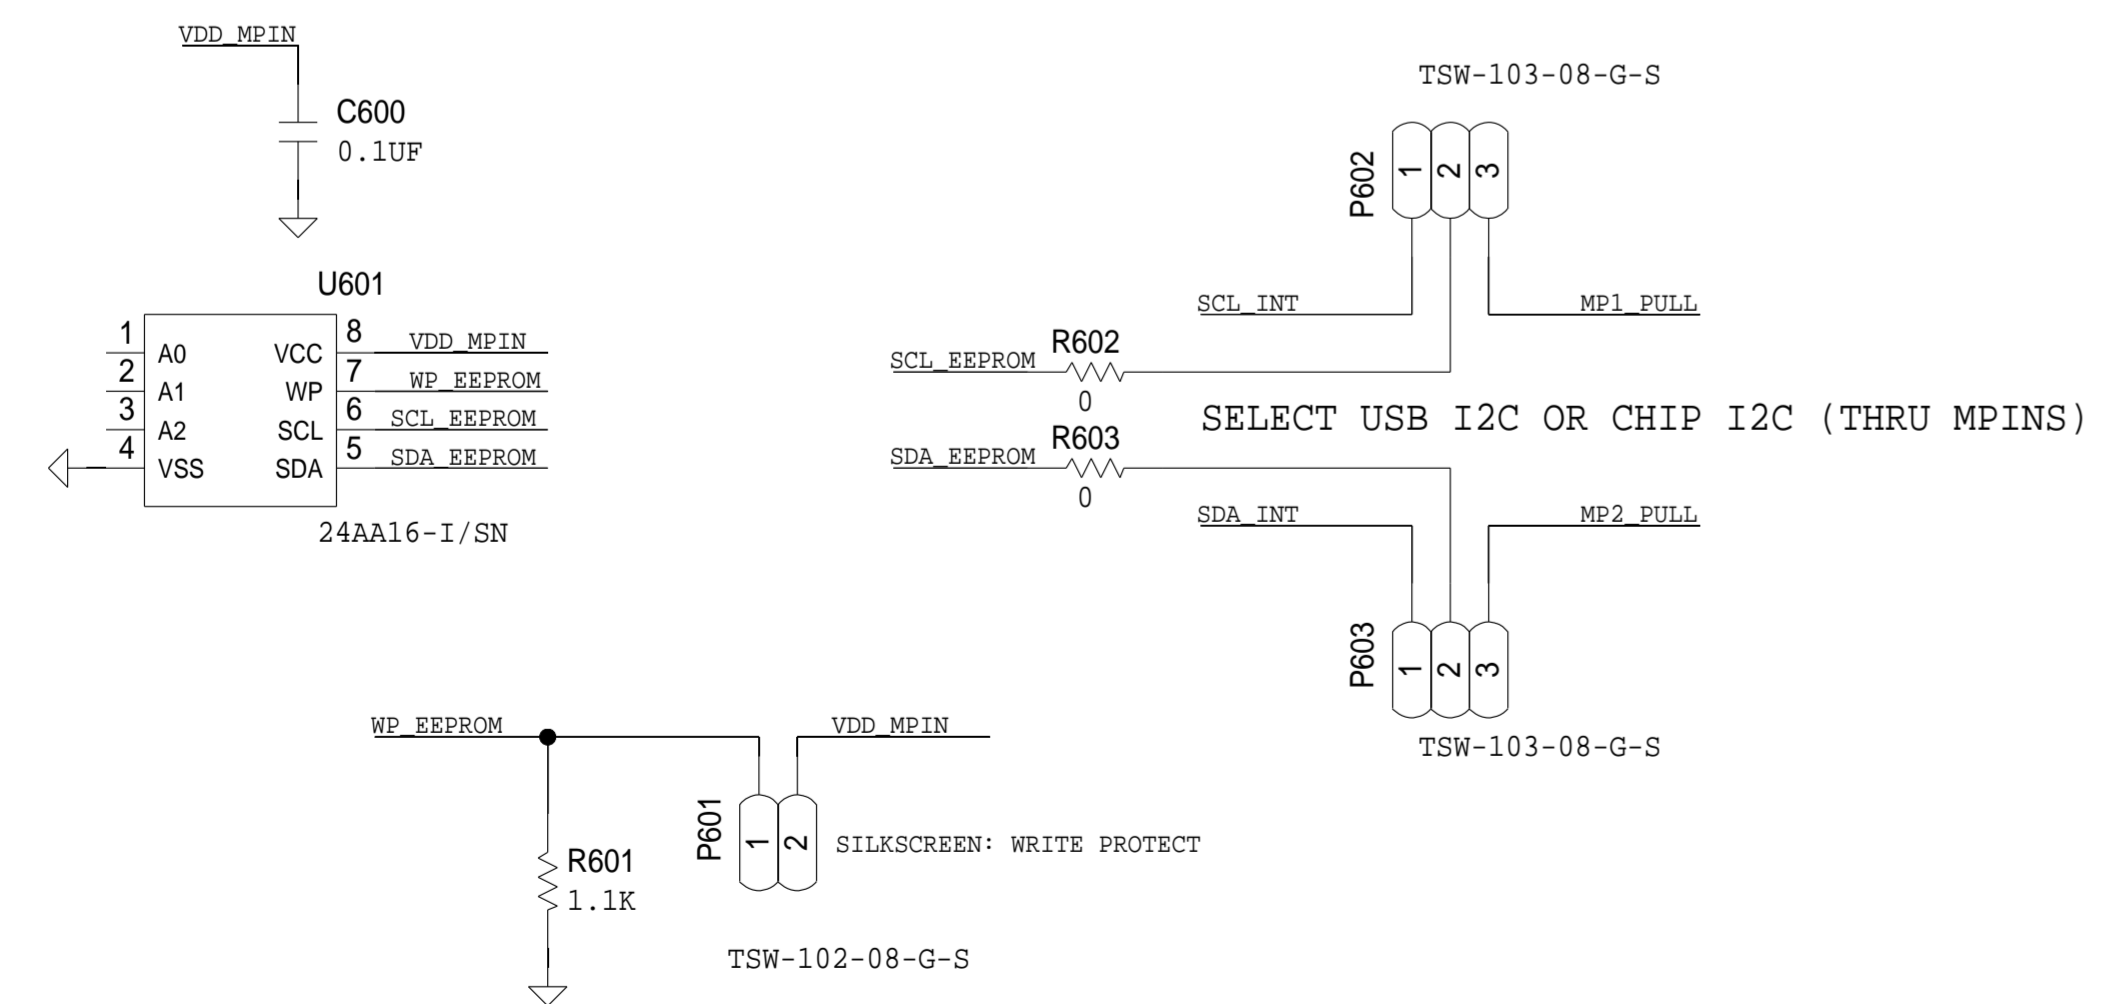 VDD_MPIN
C600
0.1UF
U601
1 A0 VCC 8 VDD_MPIN
2 A1 WP 7 WP_EEPROM
3 A2 SCL 6 SCL_EEPROM
4 VSS SDA 5 SDA_EEPROM
24AA16-I/SN
TSW-103-08-G-S
P602
1 2 3
SCL_INT MP1_PULL
SCL_EEPROM R602
0
SELECT USB I2C OR CHIP I2C (THRU MPINS)
SDA_EEPROM R603
0
SDA_INT MP2_PULL
P603
1 2 3
TSW-103-08-G-S
WP_EEPROM VDD_MPIN
P601
1 2
SILKSCREEN: WRITE PROTECT
R601
1.1K
TSW-102-08-G-S